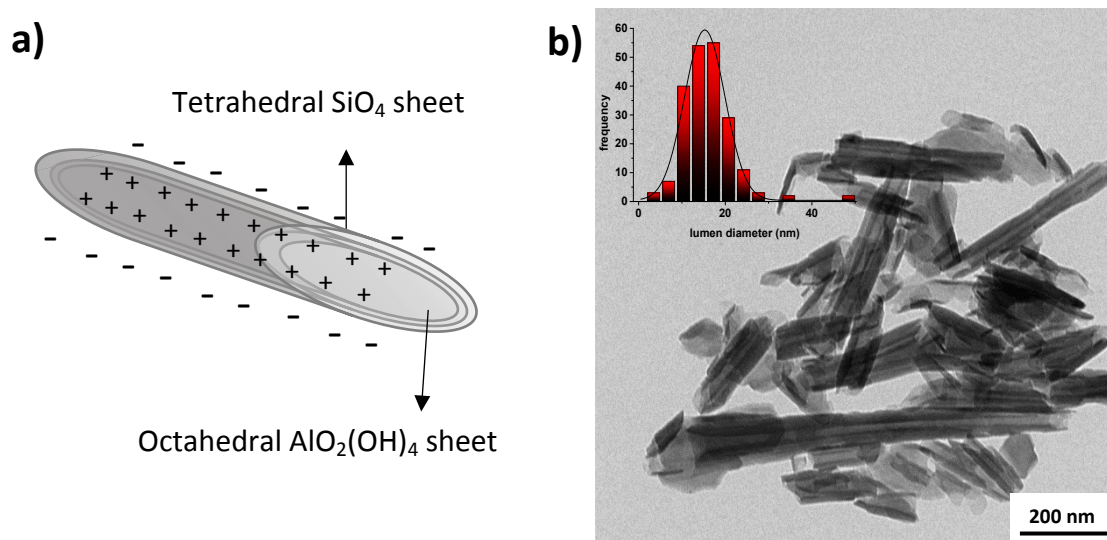 a)
Tetrahedral SiO₄ sheet
+ + + + + + + + + + + + + + + + + + + + +
- - - - - - - - - - - - - - - - -
Octahedral AlO₂(OH)₄ sheet
b)
60
50
40
30
20
10
0
frequency
0 20 40
lumen diameter (nm)
200 nm